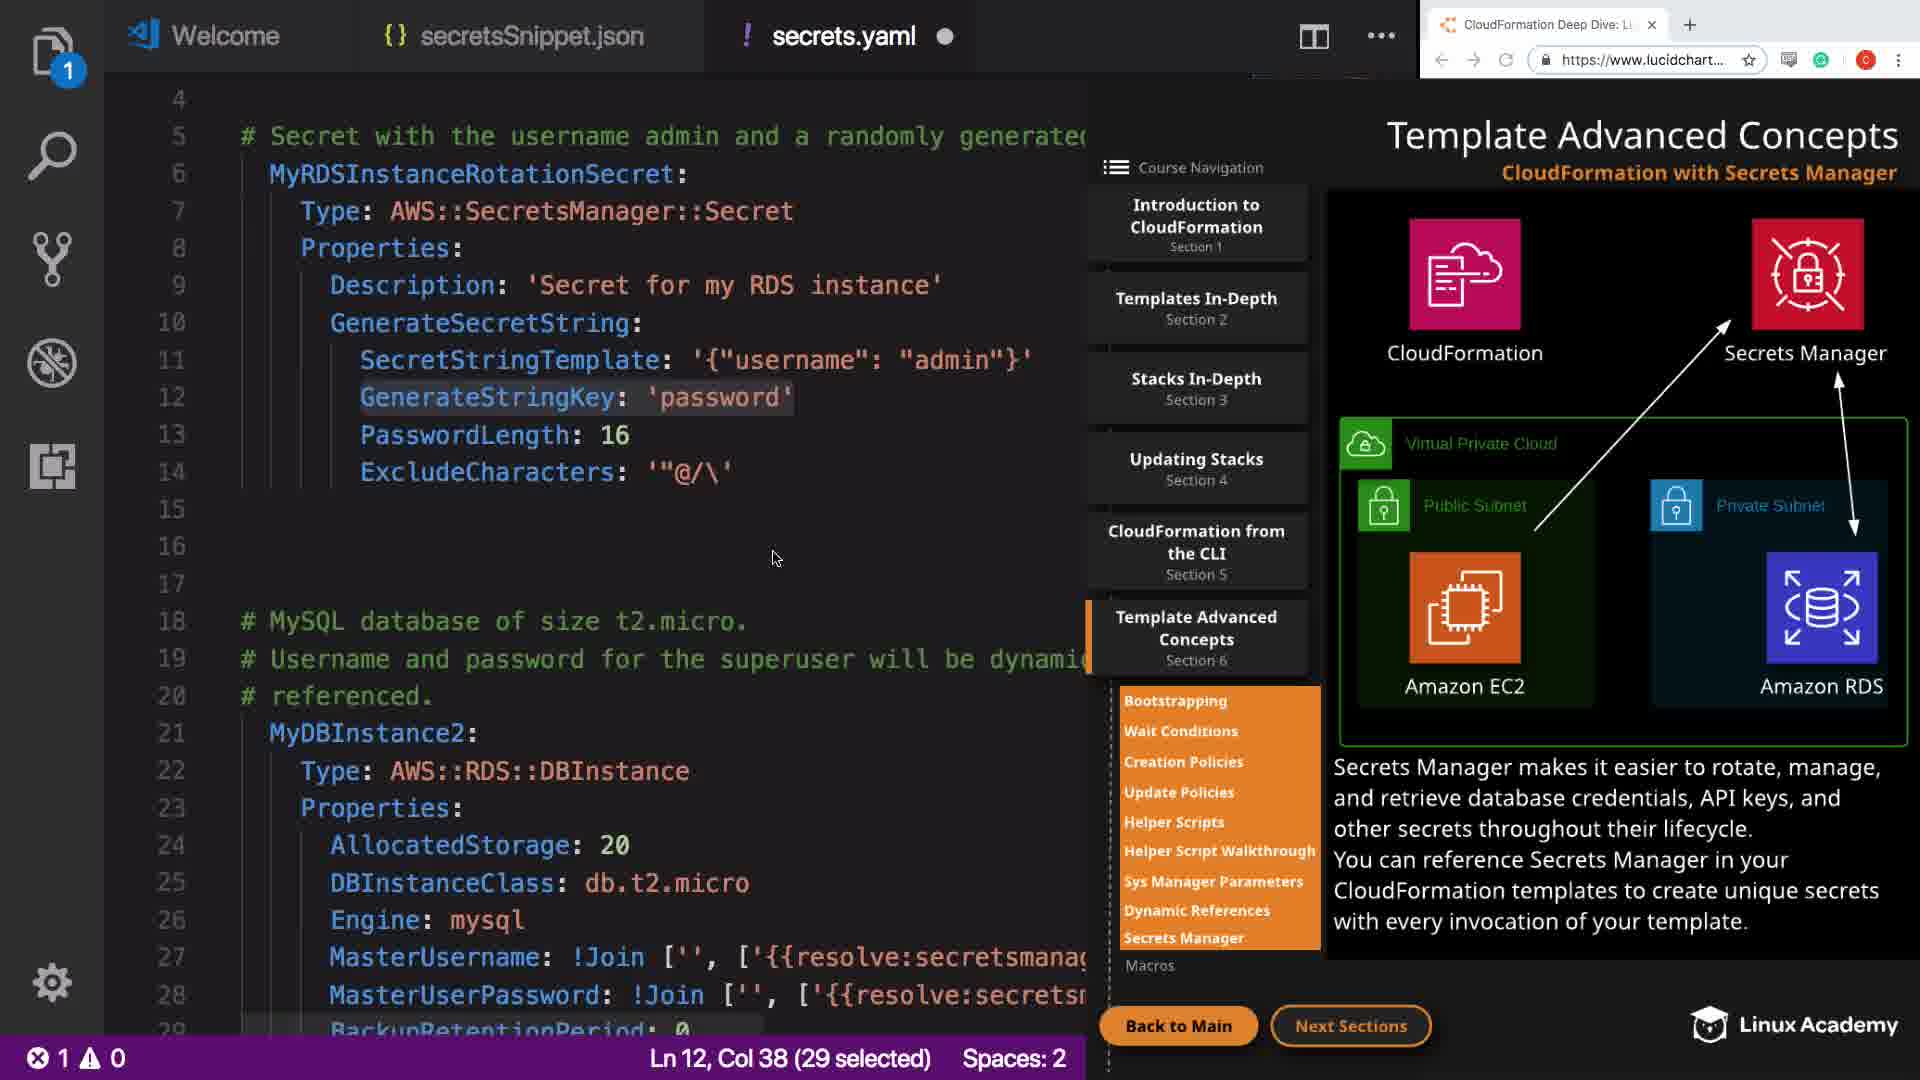 Welcome
{} secretsSnippet.json
! secrets.yaml
1
4
5 # Secret with the username admin and a randomly generated
6 MyRDSInstanceRotationSecret:
7 Type: AWS::SecretsManager::Secret
8 Properties:
9 Description: 'Secret for my RDS instance'
10 GenerateSecretString:
11 SecretStringTemplate: '{"username": "admin"}'
12 GenerateStringKey: 'password'
13 PasswordLength: 16
14 ExcludeCharacters: '"@/\'
15
16
17
18 # MySQL database of size t2.micro.
19 # Username and password for the superuser will be dynamic
20 # referenced.
21 MyDBInstance2:
22 Type: AWS::RDS::DBInstance
23 Properties:
24 AllocatedStorage: 20
25 DBInstanceClass: db.t2.micro
26 Engine: mysql
27 MasterUsername: !Join ['', ['{{resolve:secretsmanag
28 MasterUserPassword: !Join ['', ['{{resolve:secretsm
29 BackupRetentionPeriod: 0
1 0
Ln 12, Col 38 (29 selected) Spaces: 2
CloudFormation Deep Dive: Lu
https://www.lucidchart...
C
Template Advanced Concepts
CloudFormation with Secrets Manager
Course Navigation
Introduction to
CloudFormation
Section 1
Templates In-Depth
Section 2
Stacks In-Depth
Section 3
Updating Stacks
Section 4
CloudFormation from
the CLI
Section 5
Template Advanced
Concepts
Section 6
Bootstrapping
Wait Conditions
Creation Policies
Update Policies
Helper Scripts
Helper Script Walkthrough
Sys Manager Parameters
Dynamic References
Secrets Manager
Macros
Back to Main
Next Sections
CloudFormation
Secrets Manager
Virtual Private Cloud
Public Subnet
Private Subnet
Amazon EC2
Amazon RDS
Secrets Manager makes it easier to rotate, manage,
and retrieve database credentials, API keys, and
other secrets throughout their lifecycle.
You can reference Secrets Manager in your
CloudFormation templates to create unique secrets
with every invocation of your template.
Linux Academy